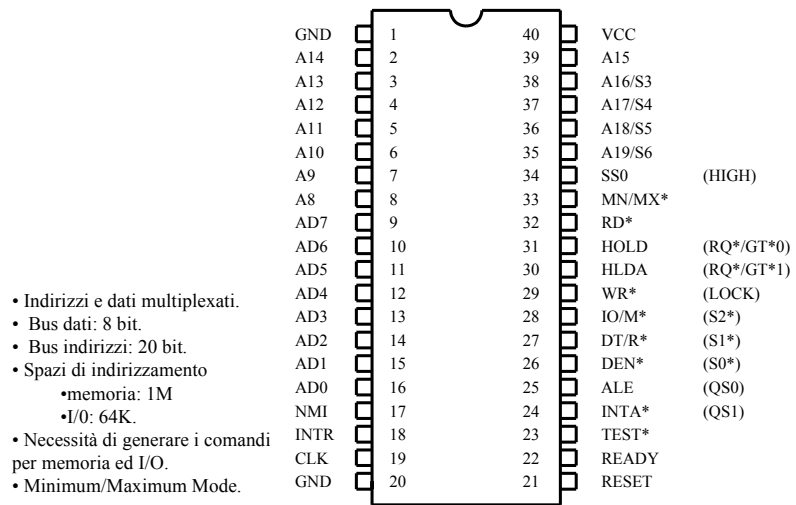 GND 1 40 VCC
A14 2 39 A15
A13 3 38 A16/S3
A12 4 37 A17/S4
A11 5 36 A18/S5
A10 6 35 A19/S6
A9 7 34 SS0 (HIGH)
A8 8 33 MN/MX*
AD7 9 32 RD*
AD6 10 31 HOLD (RQ*/GT*0)
AD5 11 30 HLDA (RQ*/GT*1)
AD4 12 29 WR* (LOCK)
AD3 13 28 IO/M* (S2*)
AD2 14 27 DT/R* (S1*)
AD1 15 26 DEN* (S0*)
AD0 16 25 ALE (QS0)
NMI 17 24 INTA* (QS1)
INTR 18 23 TEST*
CLK 19 22 READY
GND 20 21 RESET
• Indirizzi e dati multiplexati.
• Bus dati: 8 bit.
• Bus indirizzi: 20 bit.
• Spazi di indirizzamento
•memoria: 1M
•I/0: 64K.
• Necessità di generare i comandi
per memoria ed I/O.
• Minimum/Maximum Mode.